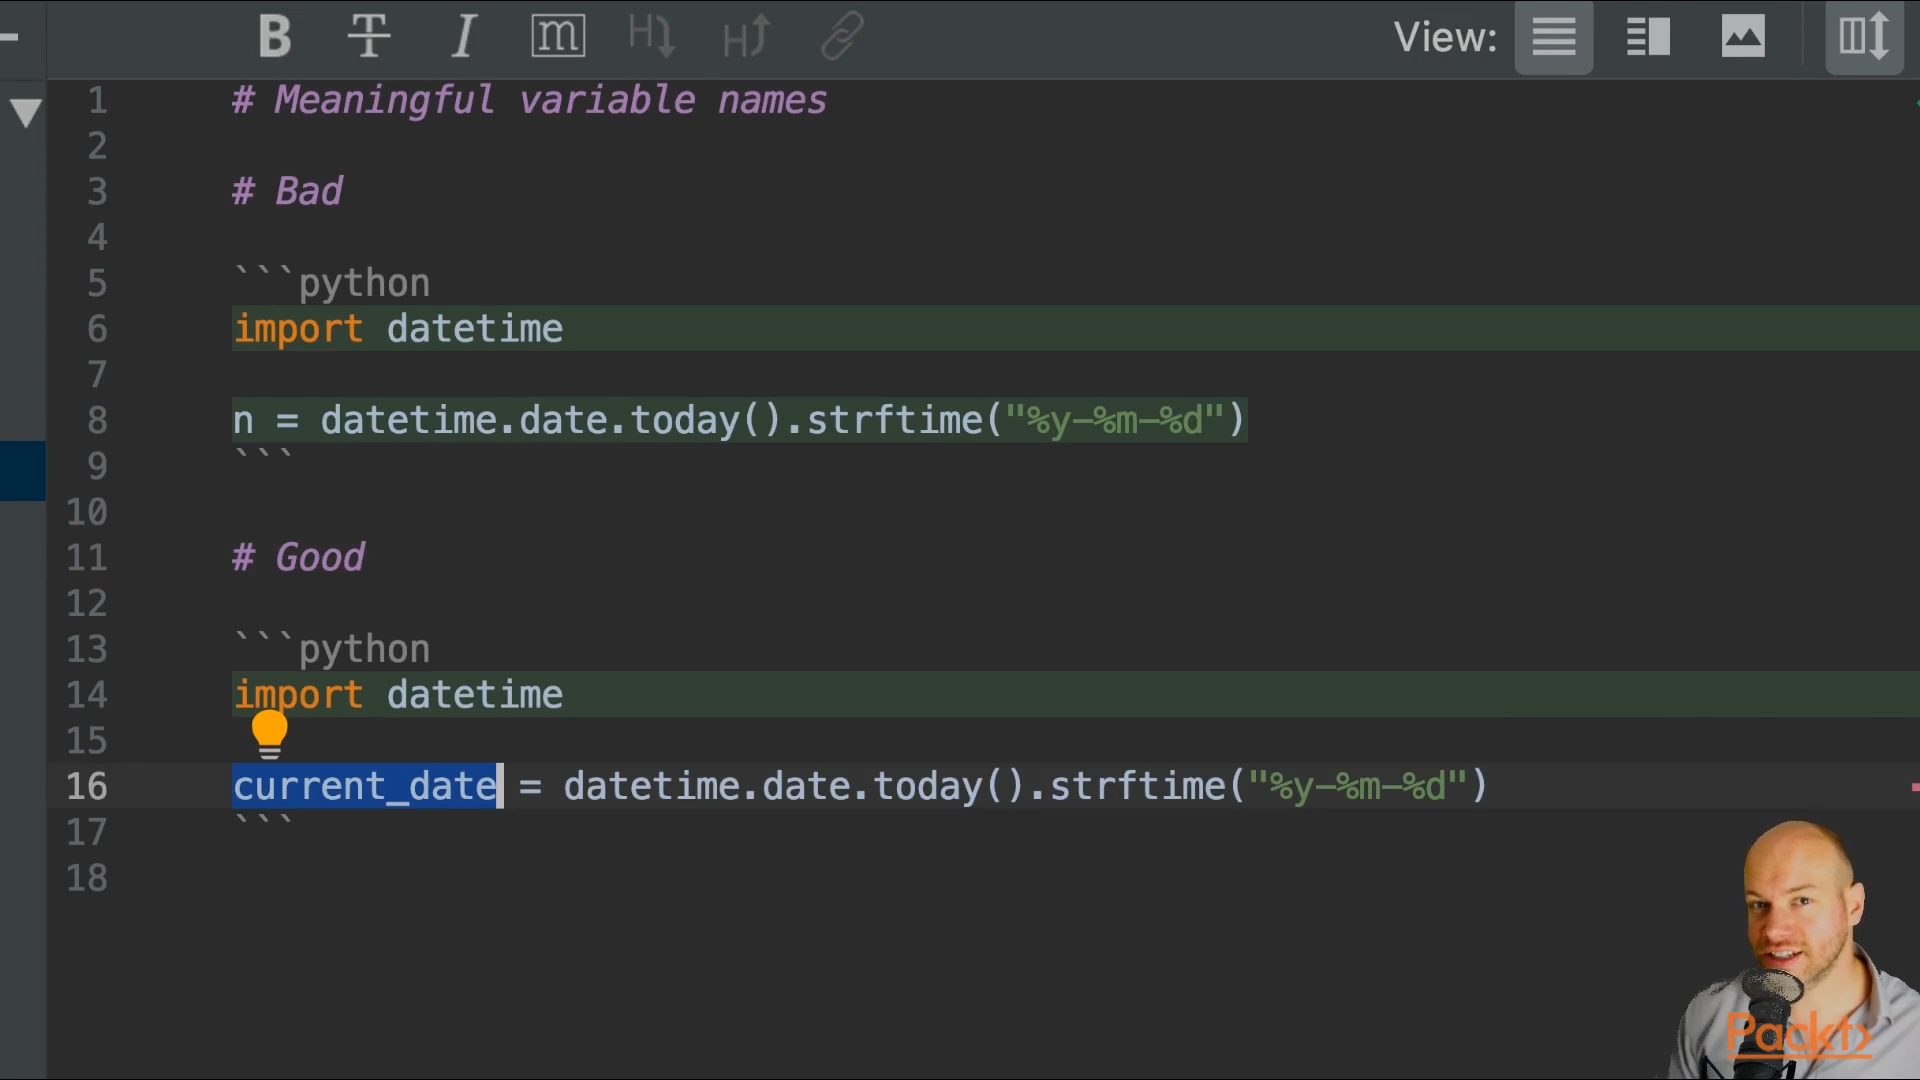 B T I m H H View:
1 # Meaningful variable names
2
3 # Bad
4
5 ```python
6 import datetime
7
8 n = datetime.date.today().strftime("%y-%m-%d")
9 ```
10
11 # Good
12
13 ```python
14 import datetime
15
16 current_date = datetime.date.today().strftime("%y-%m-%d")
17 ```
18
Packt>